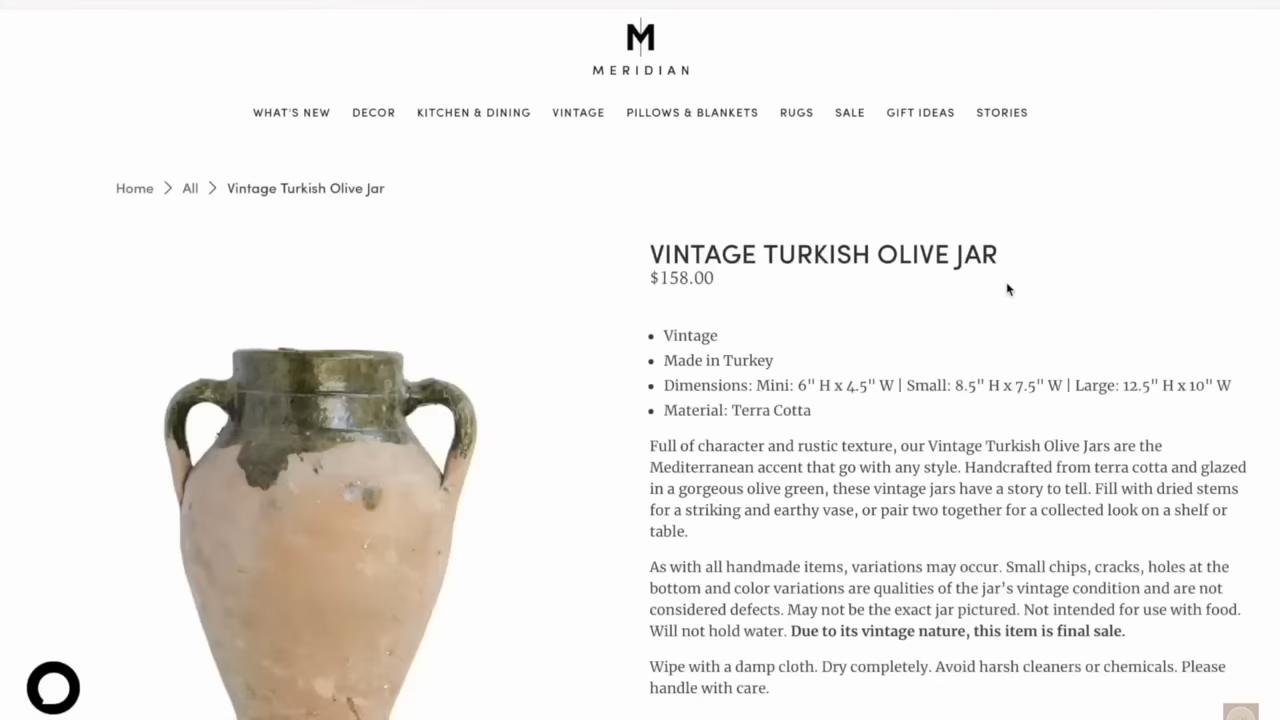 M
MERIDIAN
WHAT'S NEW DECOR KITCHEN & DINING VINTAGE PILLOWS & BLANKETS RUGS SALE GIFT IDEAS STORIES
Home > All > Vintage Turkish Olive Jar
VINTAGE TURKISH OLIVE JAR
$158.00
• Vintage
• Made in Turkey
• Dimensions: Mini: 6" H x 4.5" W | Small: 8.5" H x 7.5" W | Large: 12.5" H x 10" W
• Material: Terra Cotta
Full of character and rustic texture, our Vintage Turkish Olive Jars are the
Mediterranean accent that go with any style. Handcrafted from terra cotta and glazed
in a gorgeous olive green, these vintage jars have a story to tell. Fill with dried stems
for a striking and earthy vase, or pair two together for a collected look on a shelf or
table.
As with all handmade items, variations may occur. Small chips, cracks, holes at the
bottom and color variations are qualities of the jar's vintage condition and are not
considered defects. May not be the exact jar pictured. Not intended for use with food.
Will not hold water. Due to its vintage nature, this item is final sale.
Wipe with a damp cloth. Dry completely. Avoid harsh cleaners or chemicals. Please
handle with care.